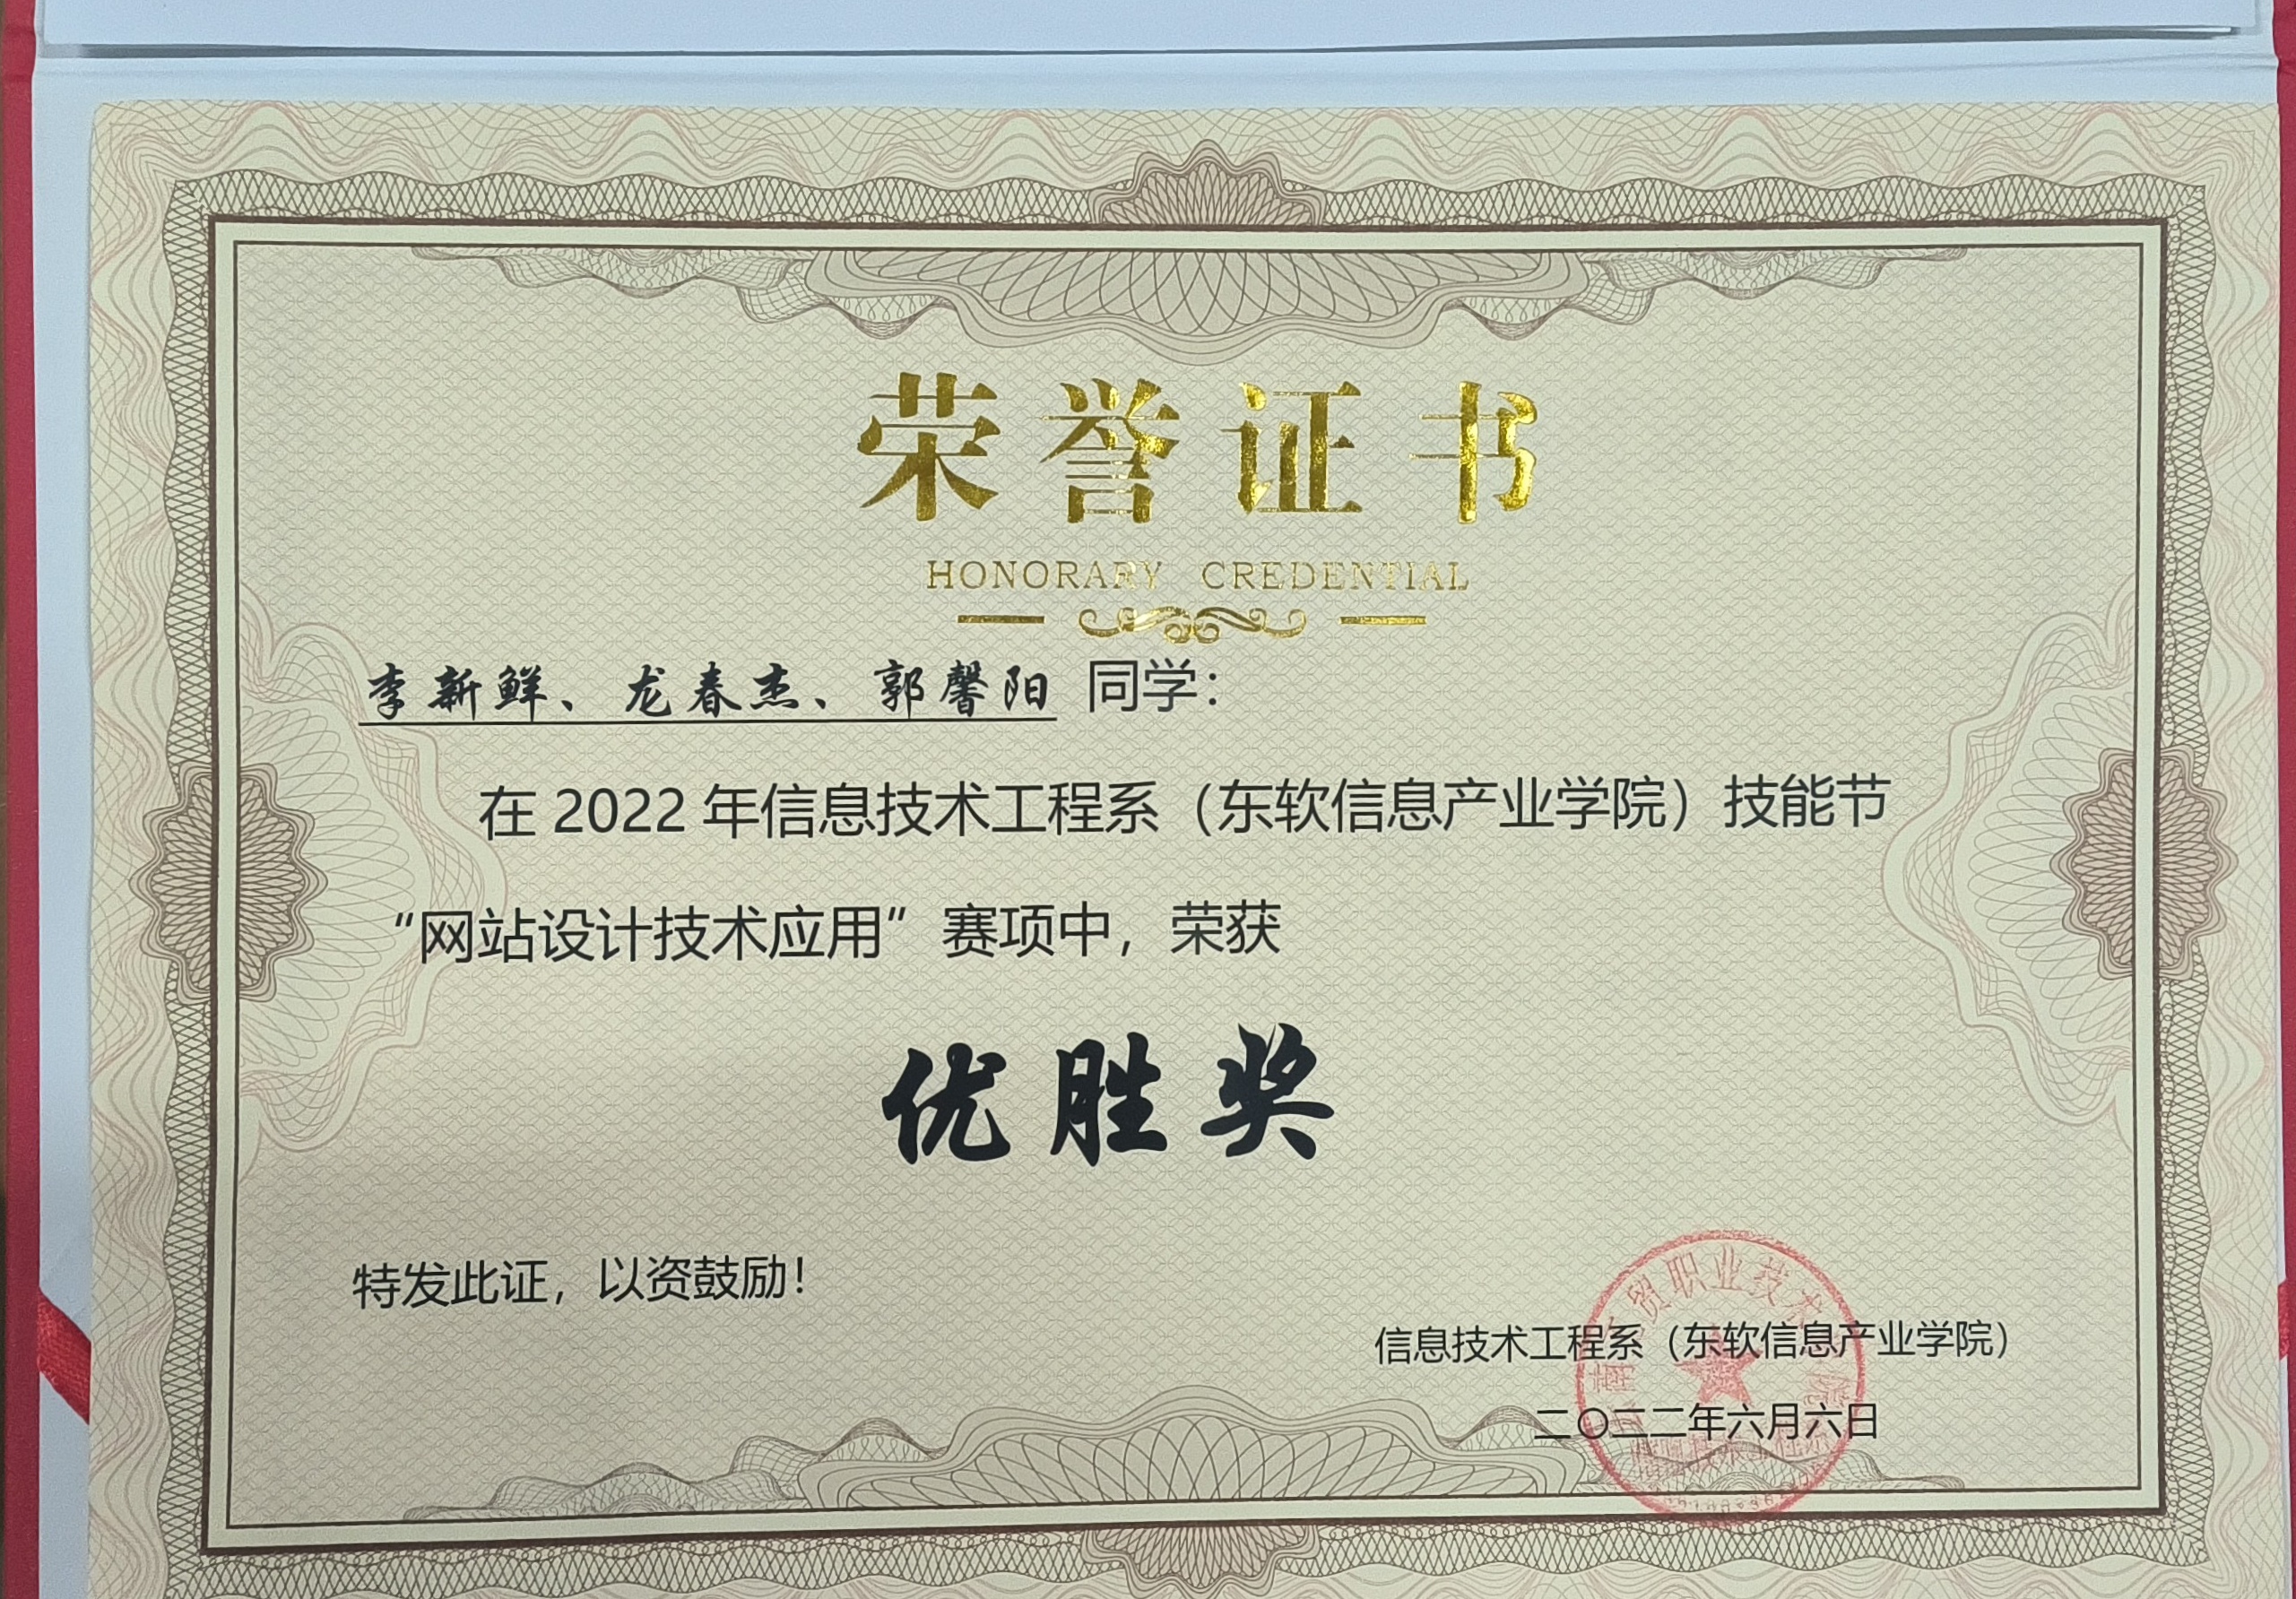 荣誉证书
HONORARY CREDENTIAL
李新鲜、龙春杰、郭馨阳 同学：
在 2022 年信息技术工程系（东软信息产业学院）技能节
“网站设计技术应用”赛项中，荣获
优胜奖
特发此证，以资鼓励！
贸职业技术
信息技术工程系（东软信息产业学院）
二〇二二年六月六日